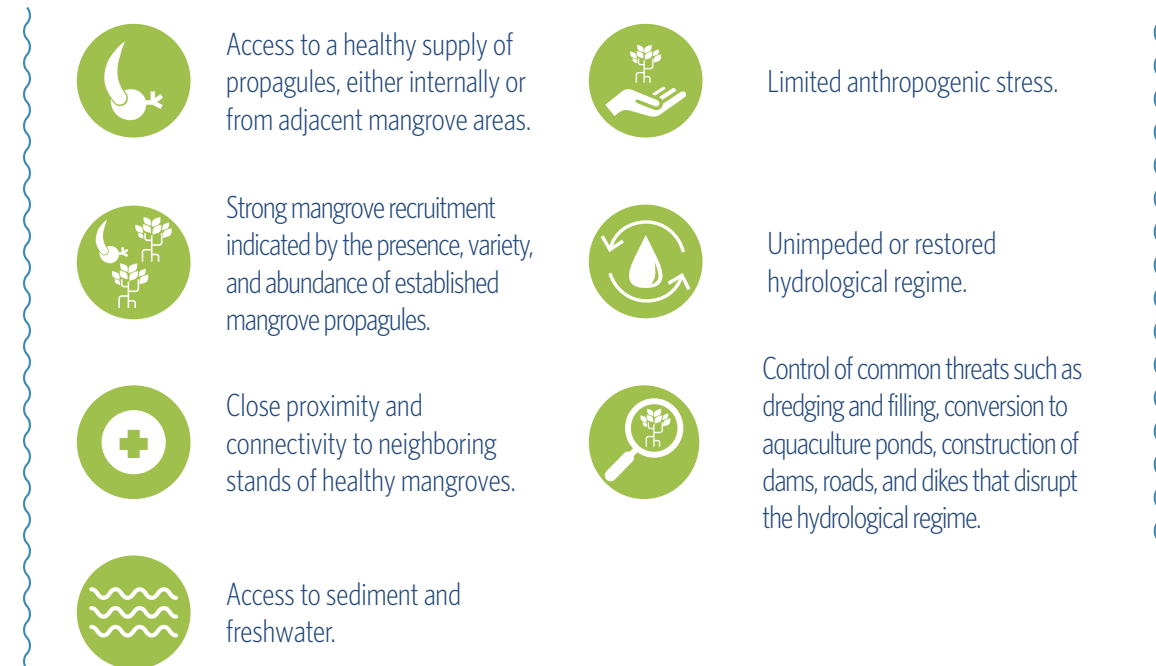 Access to a healthy supply of
propagules, either internally or
from adjacent mangrove areas.
Strong mangrove recruitment
indicated by the presence, variety,
and abundance of established
mangrove propagules.
Close proximity and
connectivity to neighboring
stands of healthy mangroves.
Access to sediment and
freshwater.
Limited anthropogenic stress.
Unimpeded or restored
hydrological regime.
Control of common threats such as
dredging and filling, conversion to
aquaculture ponds, construction of
dams, roads, and dikes that disrupt
the hydrological regime.